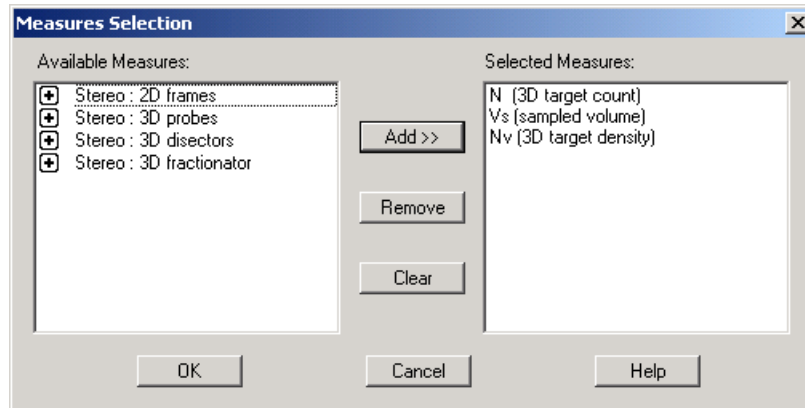 Measures Selection
Available Measures:
Stereo : 2D frames
Stereo : 3D probes
Stereo : 3D disectors
Stereo : 3D fractionator
Add >>
Remove
Clear
Selected Measures:
N (3D target count)
Vs (sampled volume)
Nv (3D target density)
OK
Cancel
Help